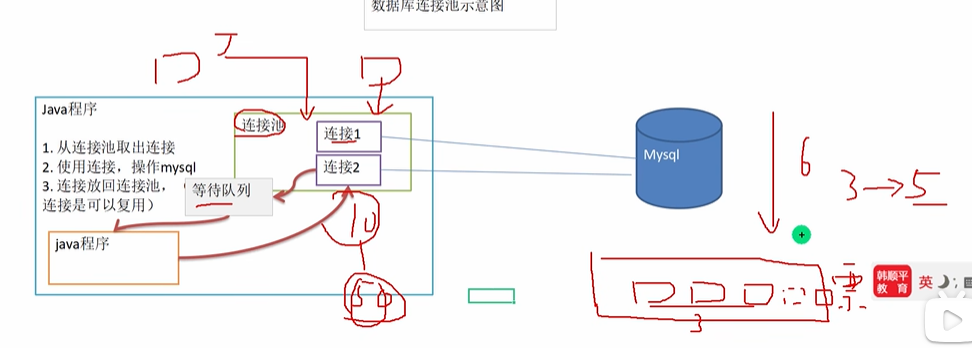 数据库连接池示意图
Java程序
连接池
连接1
1. 从连接池取出连接
2. 使用连接，操作mysql
连接2
3. 连接放回连接池，
等待队列
连接是可以复用）
java程序
Mysql
6
3→5
10
50
3
韩顺平
教 育
英